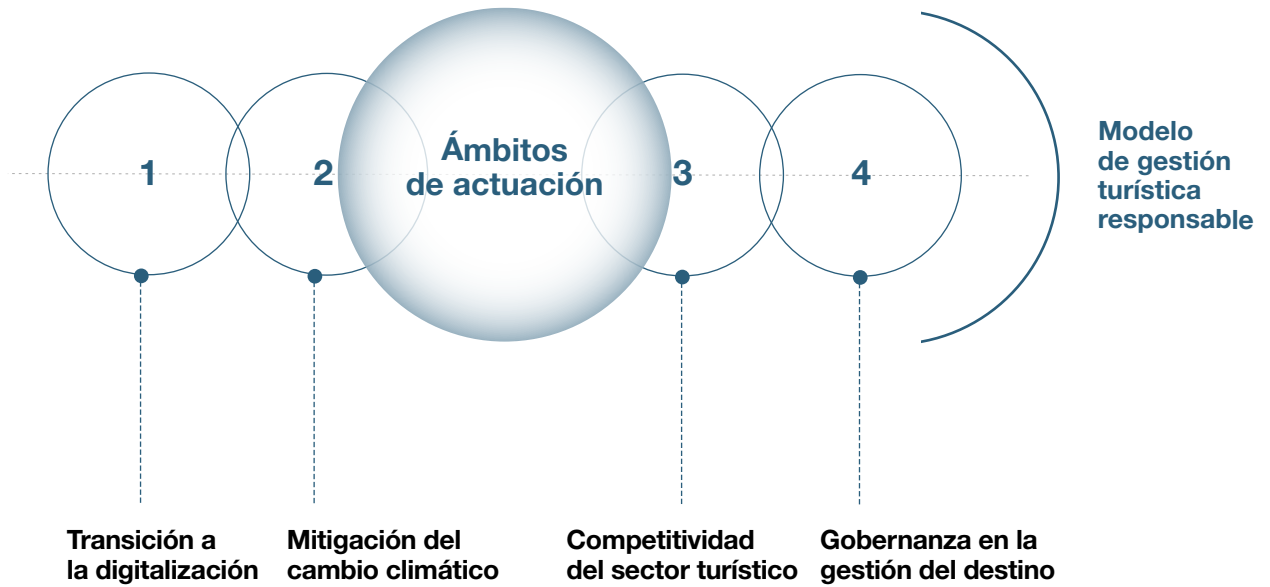 1
2
Ámbitos
de actuación
3
4
Modelo
de gestión
turística
responsable
Transición a
la digitalización
Mitigación del
cambio climático
Competitividad
del sector turístico
Gobernanza en la
gestión del destino